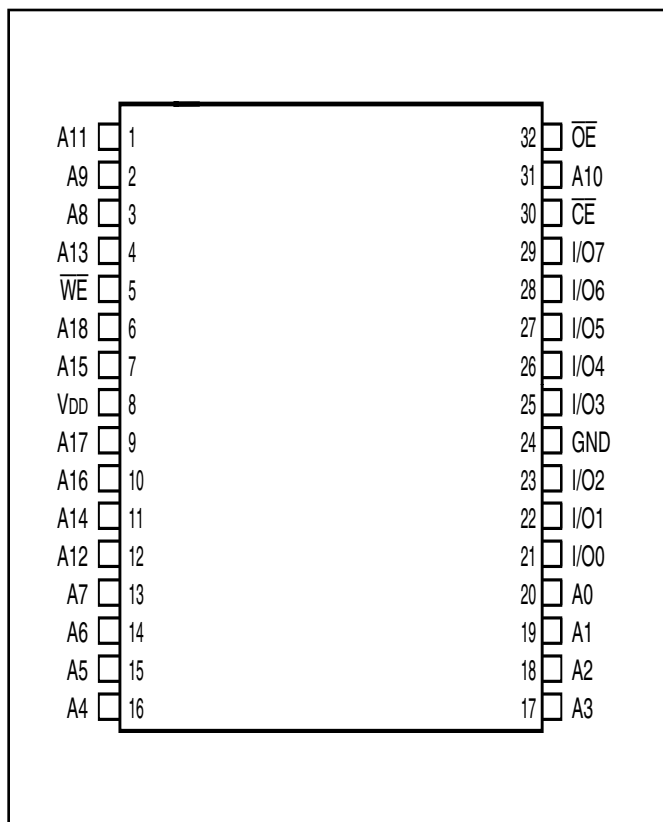 A11 1 32 O̅E̅
A9 2 31 A10
A8 3 30 C̅E̅
A13 4 29 I/O7
W̅E̅ 5 28 I/O6
A18 6 27 I/O5
A15 7 26 I/O4
VDD 8 25 I/O3
A17 9 24 GND
A16 10 23 I/O2
A14 11 22 I/O1
A12 12 21 I/O0
A7 13 20 A0
A6 14 19 A1
A5 15 18 A2
A4 16 17 A3